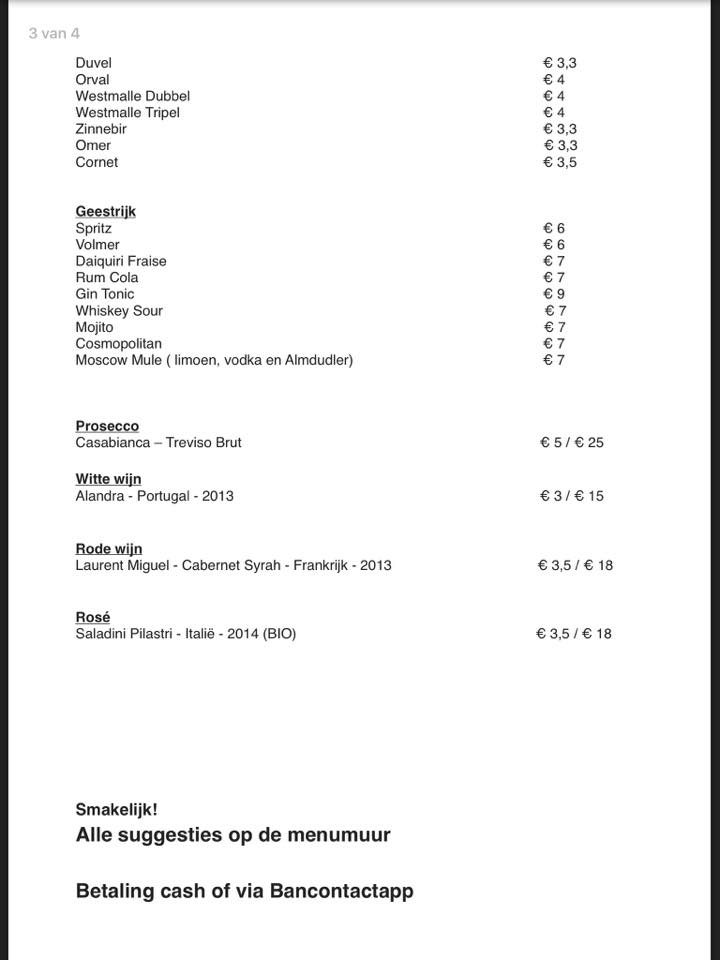 3 van 4
Duvel € 3,3
Orval € 4
Westmalle Dubbel € 4
Westmalle Tripel € 4
Zinnebir € 3,3
Omer € 3,3
Cornet € 3,5
Geestrijk
Spritz € 6
Volmer € 6
Daiquiri Fraise € 7
Rum Cola € 7
Gin Tonic € 9
Whiskey Sour € 7
Mojito € 7
Cosmopolitan € 7
Moscow Mule ( limoen, vodka en Almdudler) € 7
Prosecco
Casabianca – Treviso Brut € 5 / € 25
Witte wijn
Alandra - Portugal - 2013 € 3 / € 15
Rode wijn
Laurent Miguel - Cabernet Syrah - Frankrijk - 2013 € 3,5 / € 18
Rosé
Saladini Pilastri - Italië - 2014 (BIO) € 3,5 / € 18
Smakelijk!
Alle suggesties op de menumuur
Betaling cash of via Bancontactapp